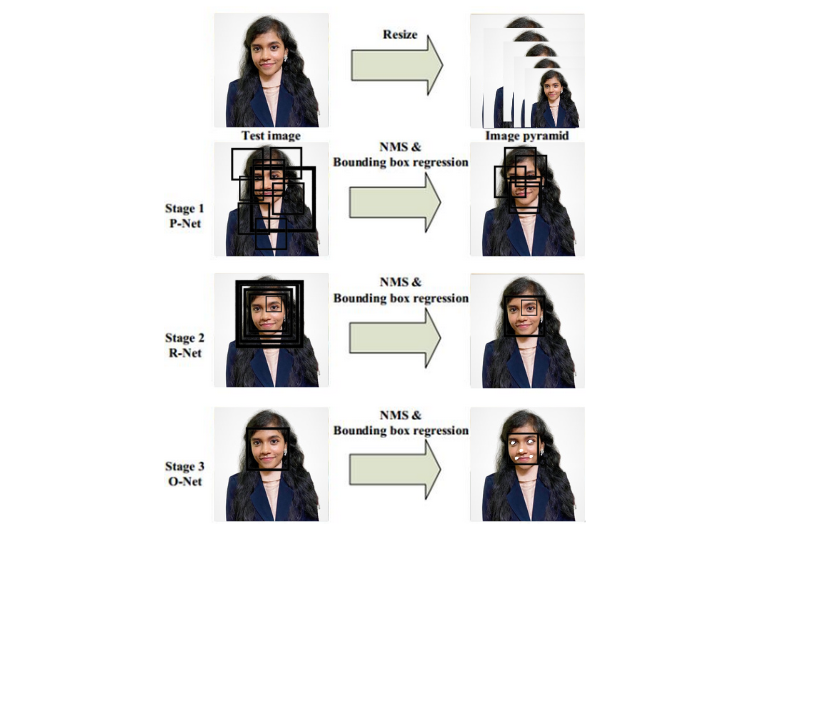 Resize
Test image
Image pyramid
NMS &
Bounding box regression
Stage 1
P-Net
NMS &
Bounding box regression
Stage 2
R-Net
NMS &
Bounding box regression
Stage 3
O-Net